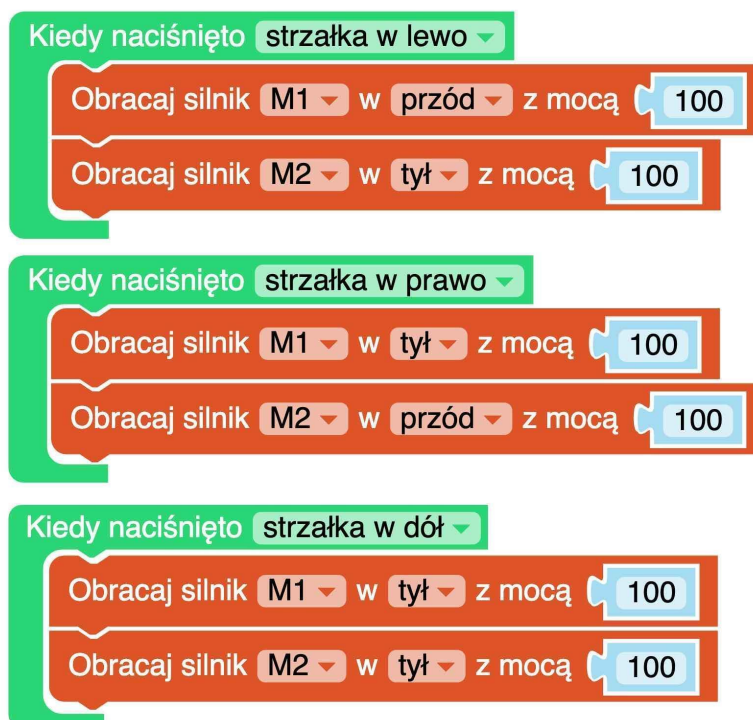 Kiedy naciśnięto strzałka w lewo
Obracaj silnik M1 w przód z mocą 100
Obracaj silnik M2 w tył z mocą 100
Kiedy naciśnięto strzałka w prawo
Obracaj silnik M1 w tył z mocą 100
Obracaj silnik M2 w przód z mocą 100
Kiedy naciśnięto strzałka w dół
Obracaj silnik M1 w tył z mocą 100
Obracaj silnik M2 w tył z mocą 100